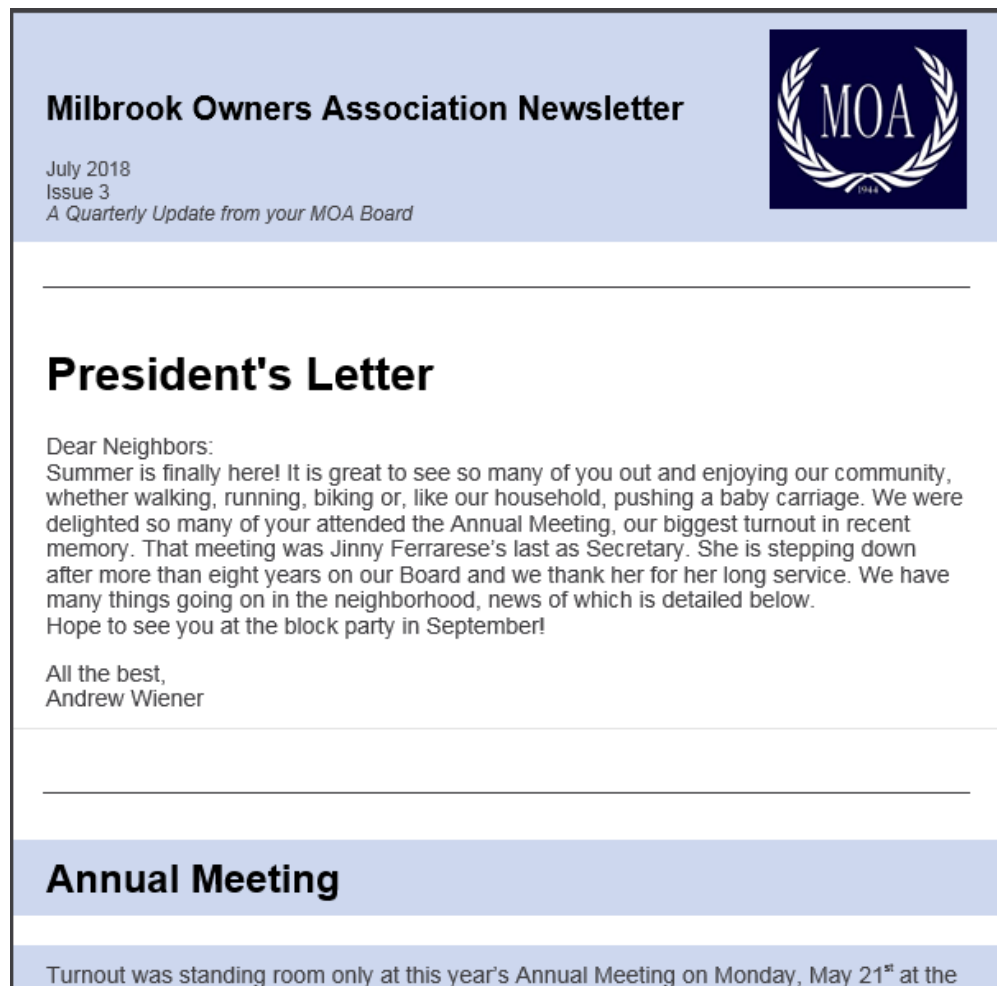 Milbrook Owners Association Newsletter
July 2018
Issue 3
A Quarterly Update from your MOA Board
MOA
1944
President's Letter
Dear Neighbors:
Summer is finally here! It is great to see so many of you out and enjoying our community,
whether walking, running, biking or, like our household, pushing a baby carriage. We were
delighted so many of your attended the Annual Meeting, our biggest turnout in recent
memory. That meeting was Jinny Ferrarese’s last as Secretary. She is stepping down
after more than eight years on our Board and we thank her for her long service. We have
many things going on in the neighborhood, news of which is detailed below.
Hope to see you at the block party in September!
All the best,
Andrew Wiener
Annual Meeting
Turnout was standing room only at this year’s Annual Meeting on Monday, May 21st at the